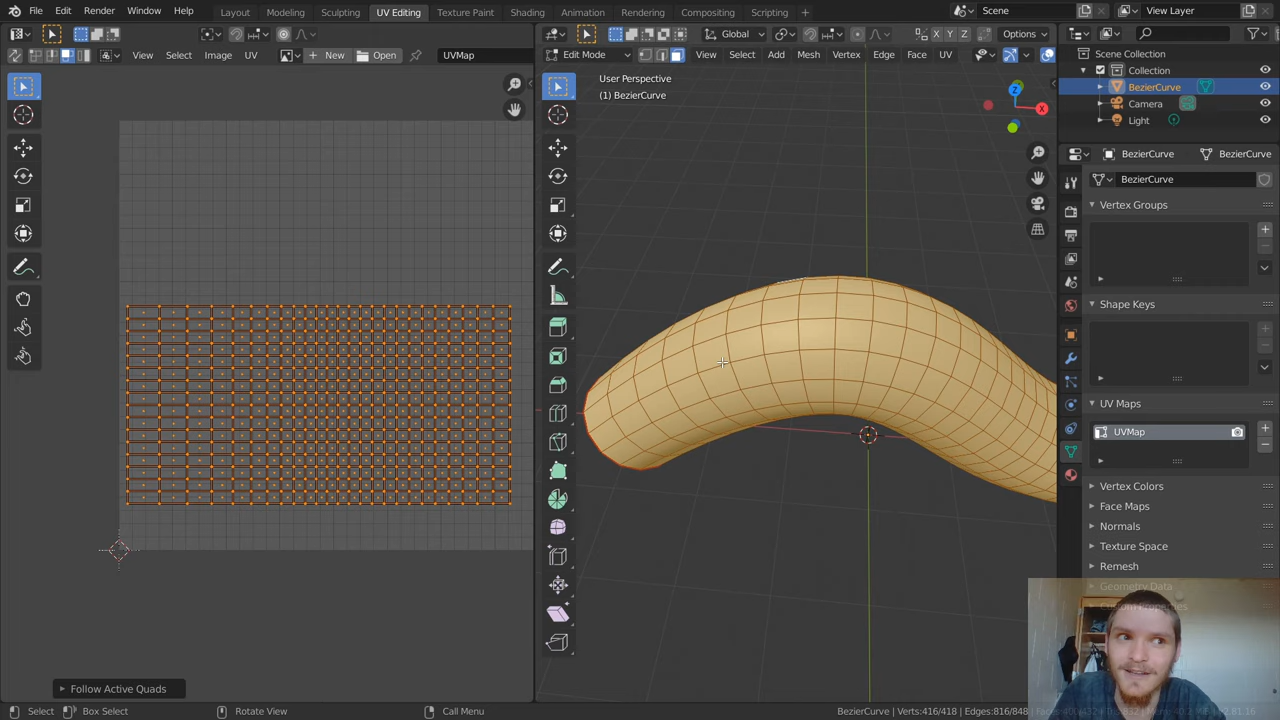 File Edit Render Window Help
Layout Modeling Sculpting UV Editing Texture Paint Shading Animation Rendering Compositing Scripting +
Scene View Layer
Global Options
View Select Image UV New Open UVMap
Edit Mode View Select Add Mesh Vertex Edge Face UV
X Y Z
User Perspective
(1) BezierCurve
Z
X
Scene Collection
Collection
BezierCurve
Camera
Light
BezierCurve BezierCurve
BezierCurve
Vertex Groups
Shape Keys
UV Maps
UVMap
Vertex Colors
Face Maps
Normals
Texture Space
Remesh
Geometry Data
Follow Active Quads
Select Box Select Rotate View Call Menu
BezierCurve | Verts:416/418 | Edges:816/848